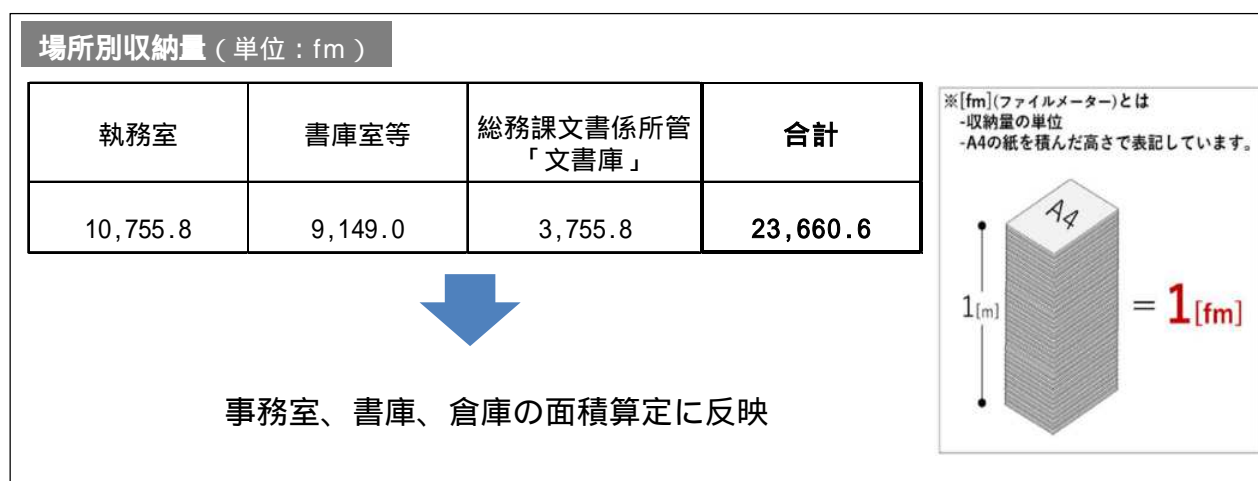 場所別収納量（単位：fm）
執務室 書庫室等 総務課文書係所管 合計
「文書庫」
10,755.8 9,149.0 3,755.8 23,660.6
事務室、書庫、倉庫の面積算定に反映
※[fm](ファイルメーター)とは
-収納量の単位
-A4の紙を積んだ高さで表記しています。
A4
1[m] = 1[fm]